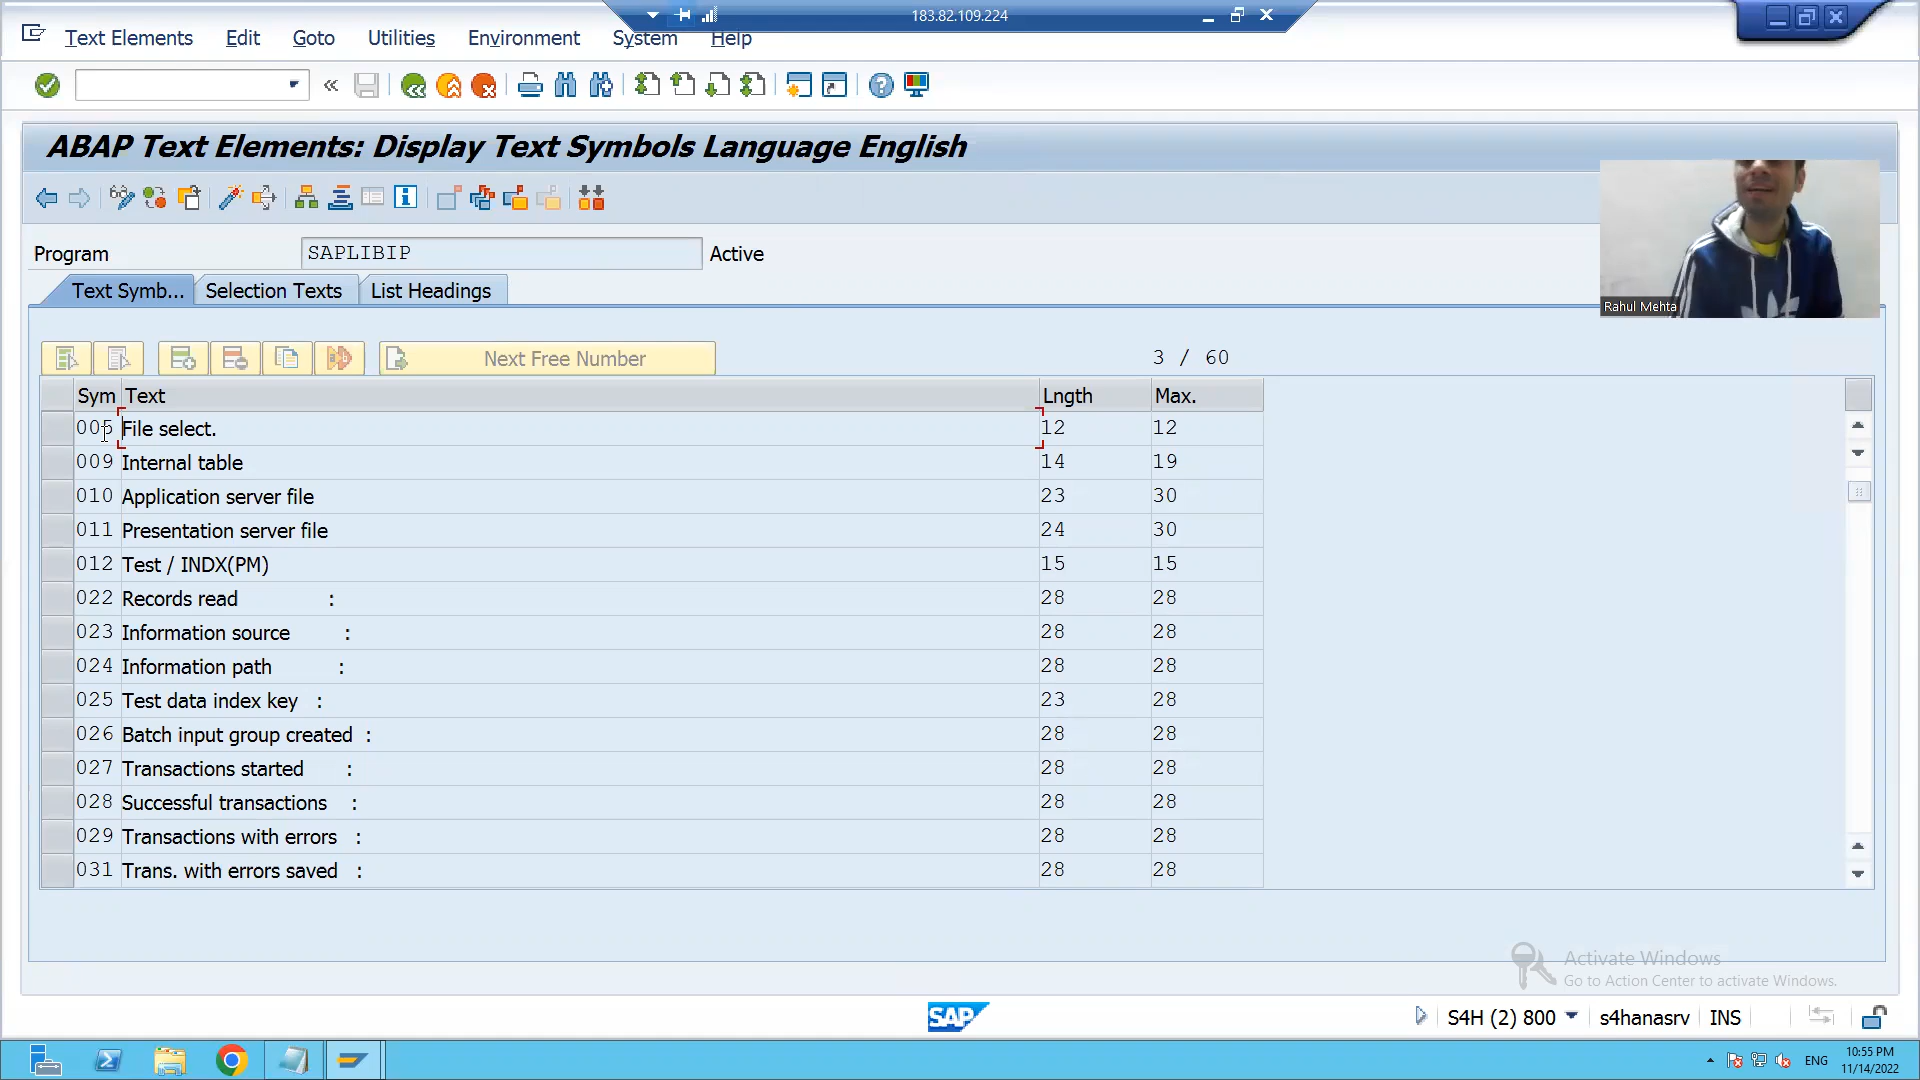 183.82.109.224
Text Elements Edit Goto Utilities Environment System Help
ABAP Text Elements: Display Text Symbols Language English
Rahul Mehta
Program SAPLIBIP Active
Text Symb... Selection Texts List Headings
Next Free Number 3 / 60
Sym Text Lngth Max.
005 File select. 12 12
009 Internal table 14 19
010 Application server file 23 30
011 Presentation server file 24 30
012 Test / INDX(PM) 15 15
022 Records read : 28 28
023 Information source : 28 28
024 Information path : 28 28
025 Test data index key : 23 28
026 Batch input group created : 28 28
027 Transactions started : 28 28
028 Successful transactions : 28 28
029 Transactions with errors : 28 28
031 Trans. with errors saved : 28 28
Activate Windows
Go to Action Center to activate Windows.
SAP S4H (2) 800 s4hanasrv INS
ENG 10:55 PM
11/14/2022